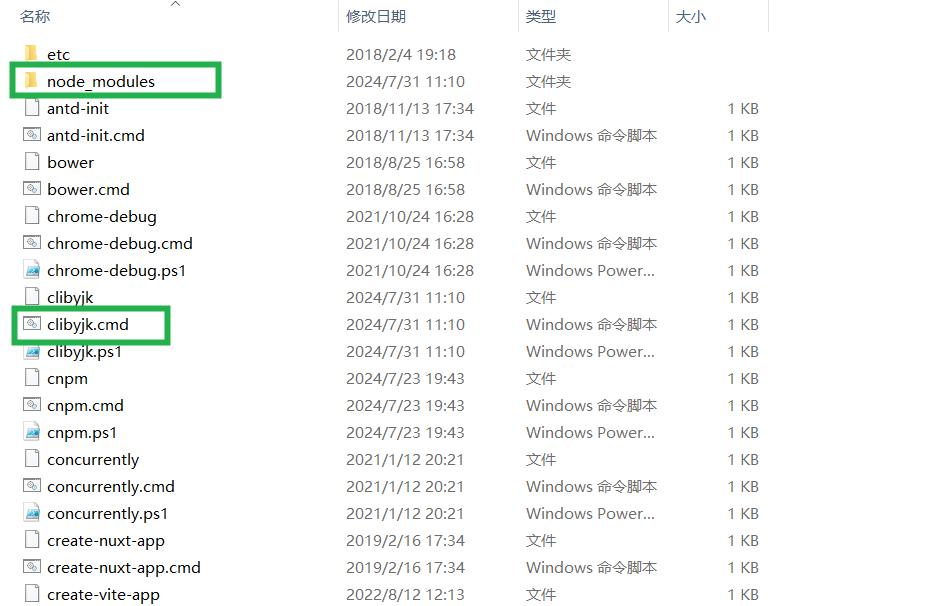 名称 修改日期 类型 大小
etc 2018/2/4 19:18 文件夹
node_modules 2024/7/31 11:10 文件夹
antd-init 2018/11/13 17:34 文件 1 KB
antd-init.cmd 2018/11/13 17:34 Windows 命令脚本 1 KB
bower 2018/8/25 16:58 文件 1 KB
bower.cmd 2018/8/25 16:58 Windows 命令脚本 1 KB
chrome-debug 2021/10/24 16:28 文件 1 KB
chrome-debug.cmd 2021/10/24 16:28 Windows 命令脚本 1 KB
chrome-debug.ps1 2021/10/24 16:28 Windows Power... 1 KB
clibyjk 2024/7/31 11:10 文件 1 KB
clibyjk.cmd 2024/7/31 11:10 Windows 命令脚本 1 KB
clibyjk.ps1 2024/7/31 11:10 Windows Power... 1 KB
cnpm 2024/7/23 19:43 文件 1 KB
cnpm.cmd 2024/7/23 19:43 Windows 命令脚本 1 KB
cnpm.ps1 2024/7/23 19:43 Windows Power... 1 KB
concurrently 2021/1/12 20:21 文件 1 KB
concurrently.cmd 2021/1/12 20:21 Windows 命令脚本 1 KB
concurrently.ps1 2021/1/12 20:21 Windows Power... 1 KB
create-nuxt-app 2019/2/16 17:34 文件 1 KB
create-nuxt-app.cmd 2019/2/16 17:34 Windows 命令脚本 1 KB
create-vite-app 2022/8/12 12:13 文件 1 KB